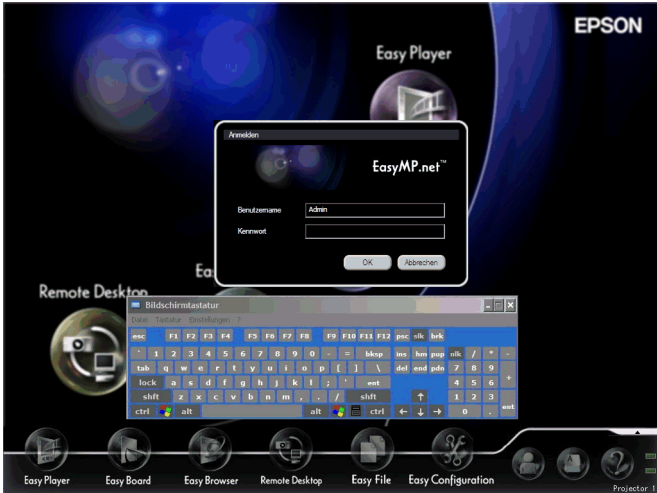 EPSON
Easy Player
Anmelden
EasyMP.net™
Benutzername Admin
Kennwort
OK Abbrechen
Eas
Remote Desktop
Bildschirmtastatur
Datei Tastatur Einstellungen ?
esc F1 F2 F3 F4 F5 F6 F7 F8 F9 F10 F11 F12 psc slk brk
` 1 2 3 4 5 6 7 8 9 0 - = bksp ins hm pup nlk / * -
tab q w e r t y u i o p [ ] \ del end pdn 7 8 9 +
lock a s d f g h j k l ; ' ent 4 5 6
shft z x c v b n m , . / shft ↑ 1 2 3 ent
ctrl alt alt ctrl ← ↓ → 0 .
Easy Player Easy Board Easy Browser Remote Desktop Easy File Easy Configuration
Projector 1